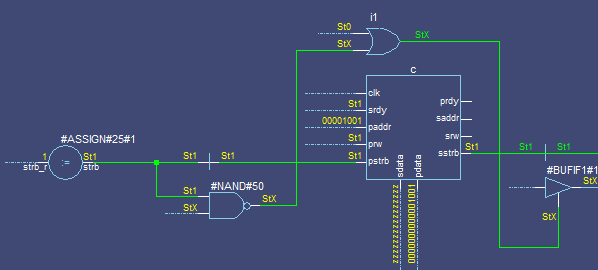 i1
St0
StX
StX
c
clk
St1
srdy
00001001
paddr
St1
prw
St1
pstrb
prdy
saddr
srw
sstrb
St1
St1
sdata
pdata
zzzzzzzzzzzzzzzz
0000000000001001
#ASSIGN#25#1
1
strb_r
:=
St1
strb
St1
St1
#NAND#50
St1
StX
StX
#BUFIF1#1
StX
StX